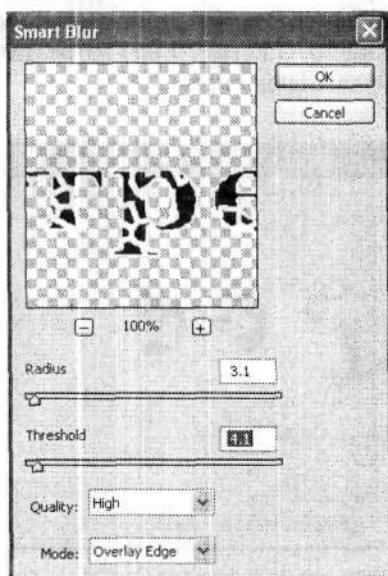 Smart Blur
OK
Cancel
100%
Radius
3.1
Threshold
4.1
Quality: High
Mode: Overlay Edge